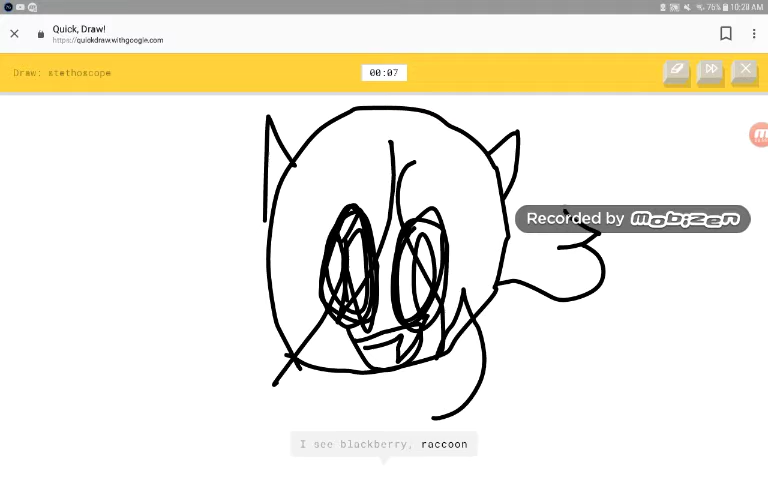 76% 10:28 AM
Quick, Draw!
https://quickdraw.withgoogle.com
Draw: stethoscope
00:07
Recorded by mobizen
I see blackberry, raccoon